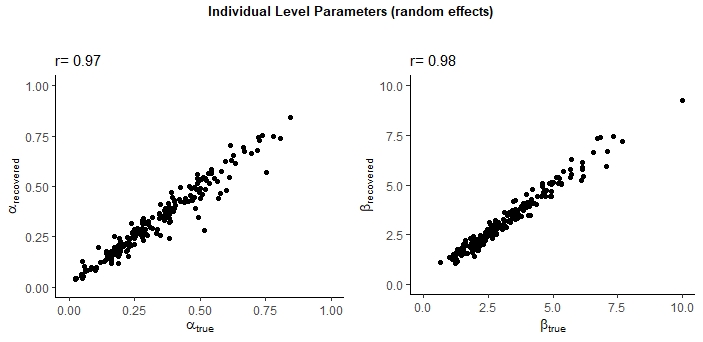 Individual Level Parameters (random effects)
r= 0.97
1.00
0.75
0.50
0.25
0.00
αrecovered
0.00 0.25 0.50 0.75 1.00
αtrue
r= 0.98
10.0
7.5
5.0
2.5
0.0
βrecovered
0.0 2.5 5.0 7.5 10.0
βtrue